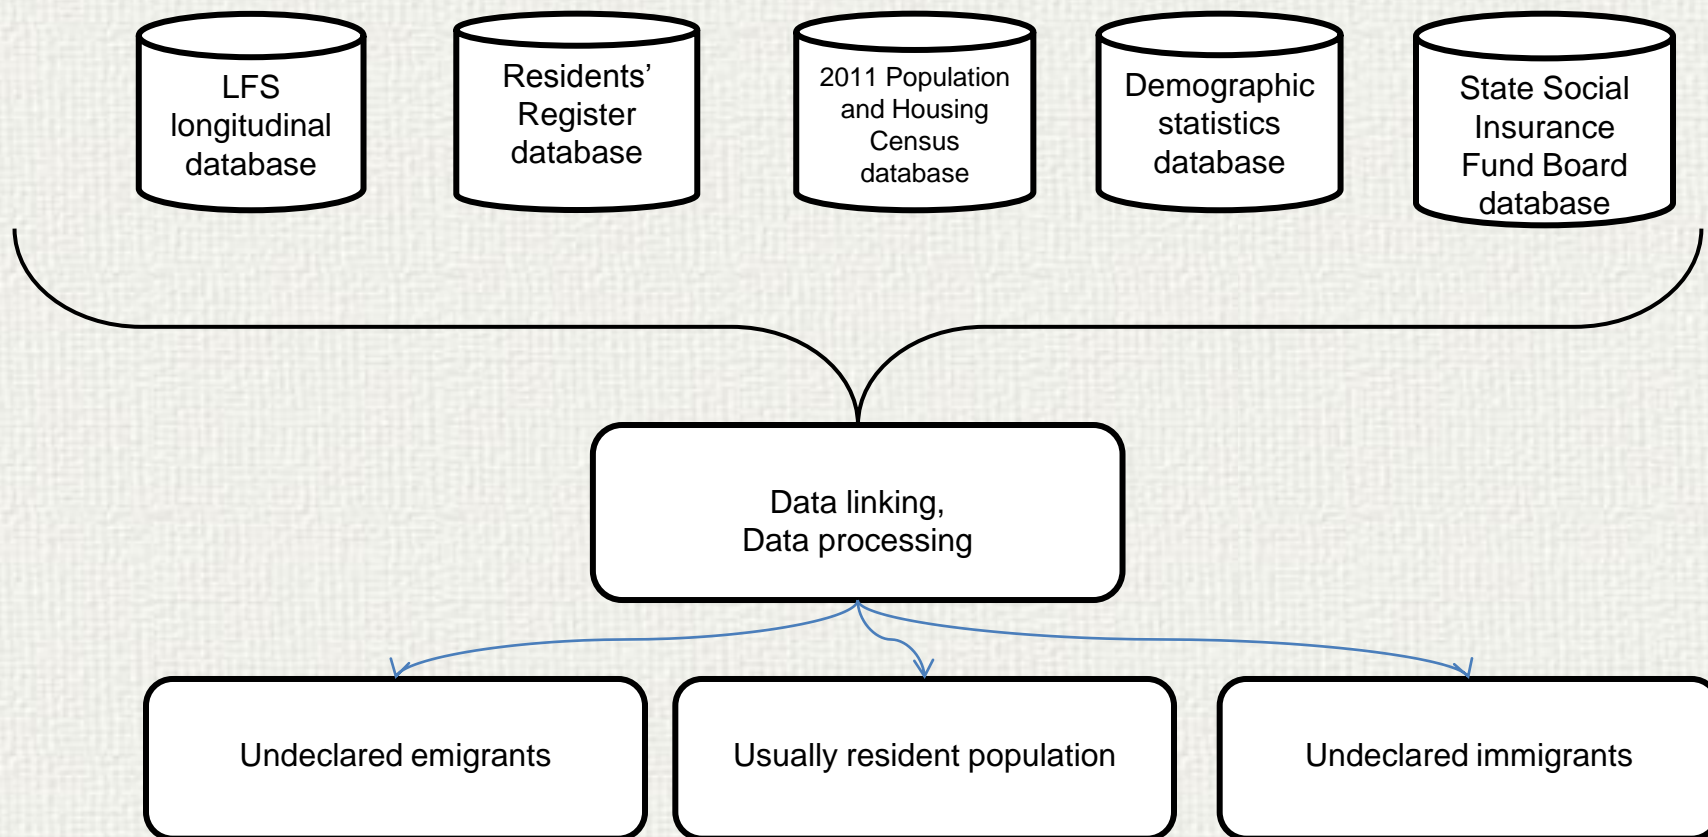 LFS
longitudinal
database
Residents’
Register
database
2011 Population
and Housing
Census
database
Demographic
statistics
database
State Social
Insurance
Fund Board
database
Data linking,
Data processing
Undeclared emigrants
Usually resident population
Undeclared immigrants